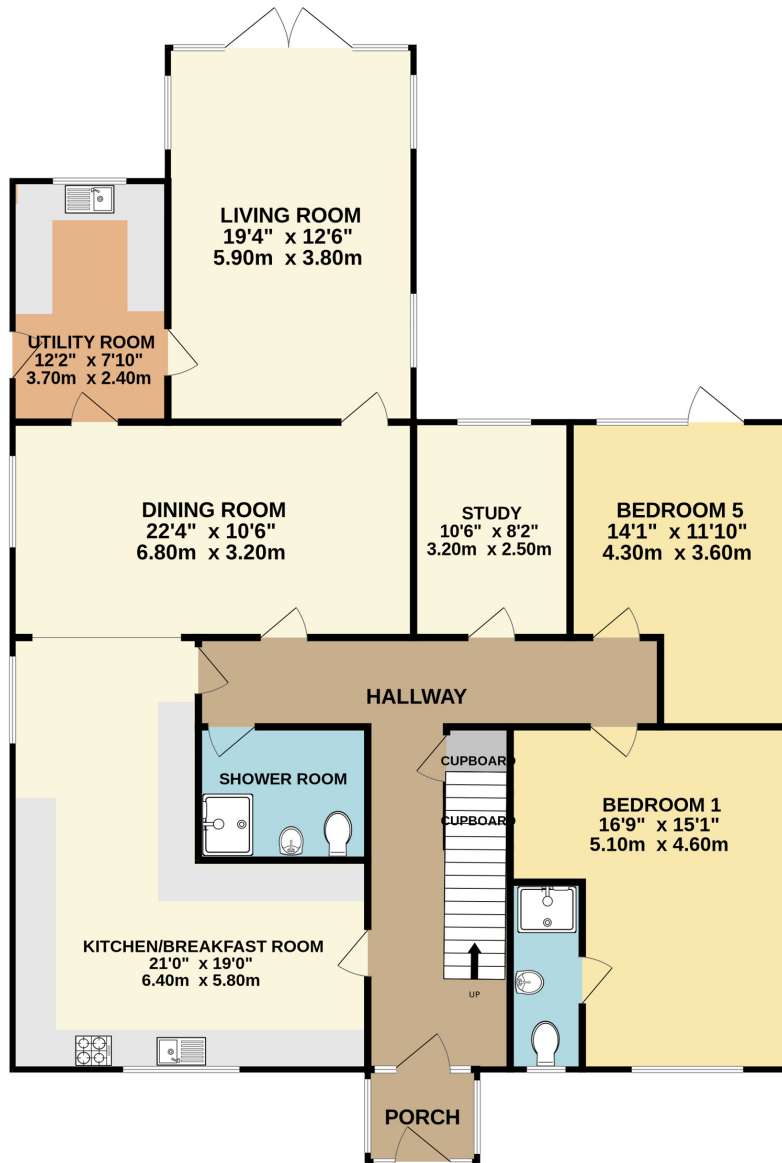 LIVING ROOM
19'4" x 12'6"
5.90m x 3.80m
UTILITY ROOM
12'2" x 7'10"
3.70m x 2.40m
DINING ROOM
22'4" x 10'6"
6.80m x 3.20m
STUDY
10'6" x 8'2"
3.20m x 2.50m
BEDROOM 5
14'1" x 11'10"
4.30m x 3.60m
HALLWAY
CUPBOARD
SHOWER ROOM
CUPBOARD
BEDROOM 1
16'9" x 15'1"
5.10m x 4.60m
KITCHEN/BREAKFAST ROOM
21'0" x 19'0"
6.40m x 5.80m
UP
PORCH